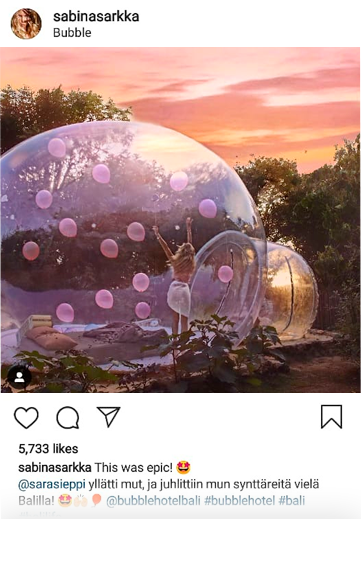 sabinasarkka
Bubble
5,733 likes
sabinasarkka This was epic! 🤩
@sarasieppi yllätti mut, ja juhlittiin mun synttäreitä vielä
Balilla! 🤩🙌🏻🎈 @bubblehotelbali #bubblehotel #bali